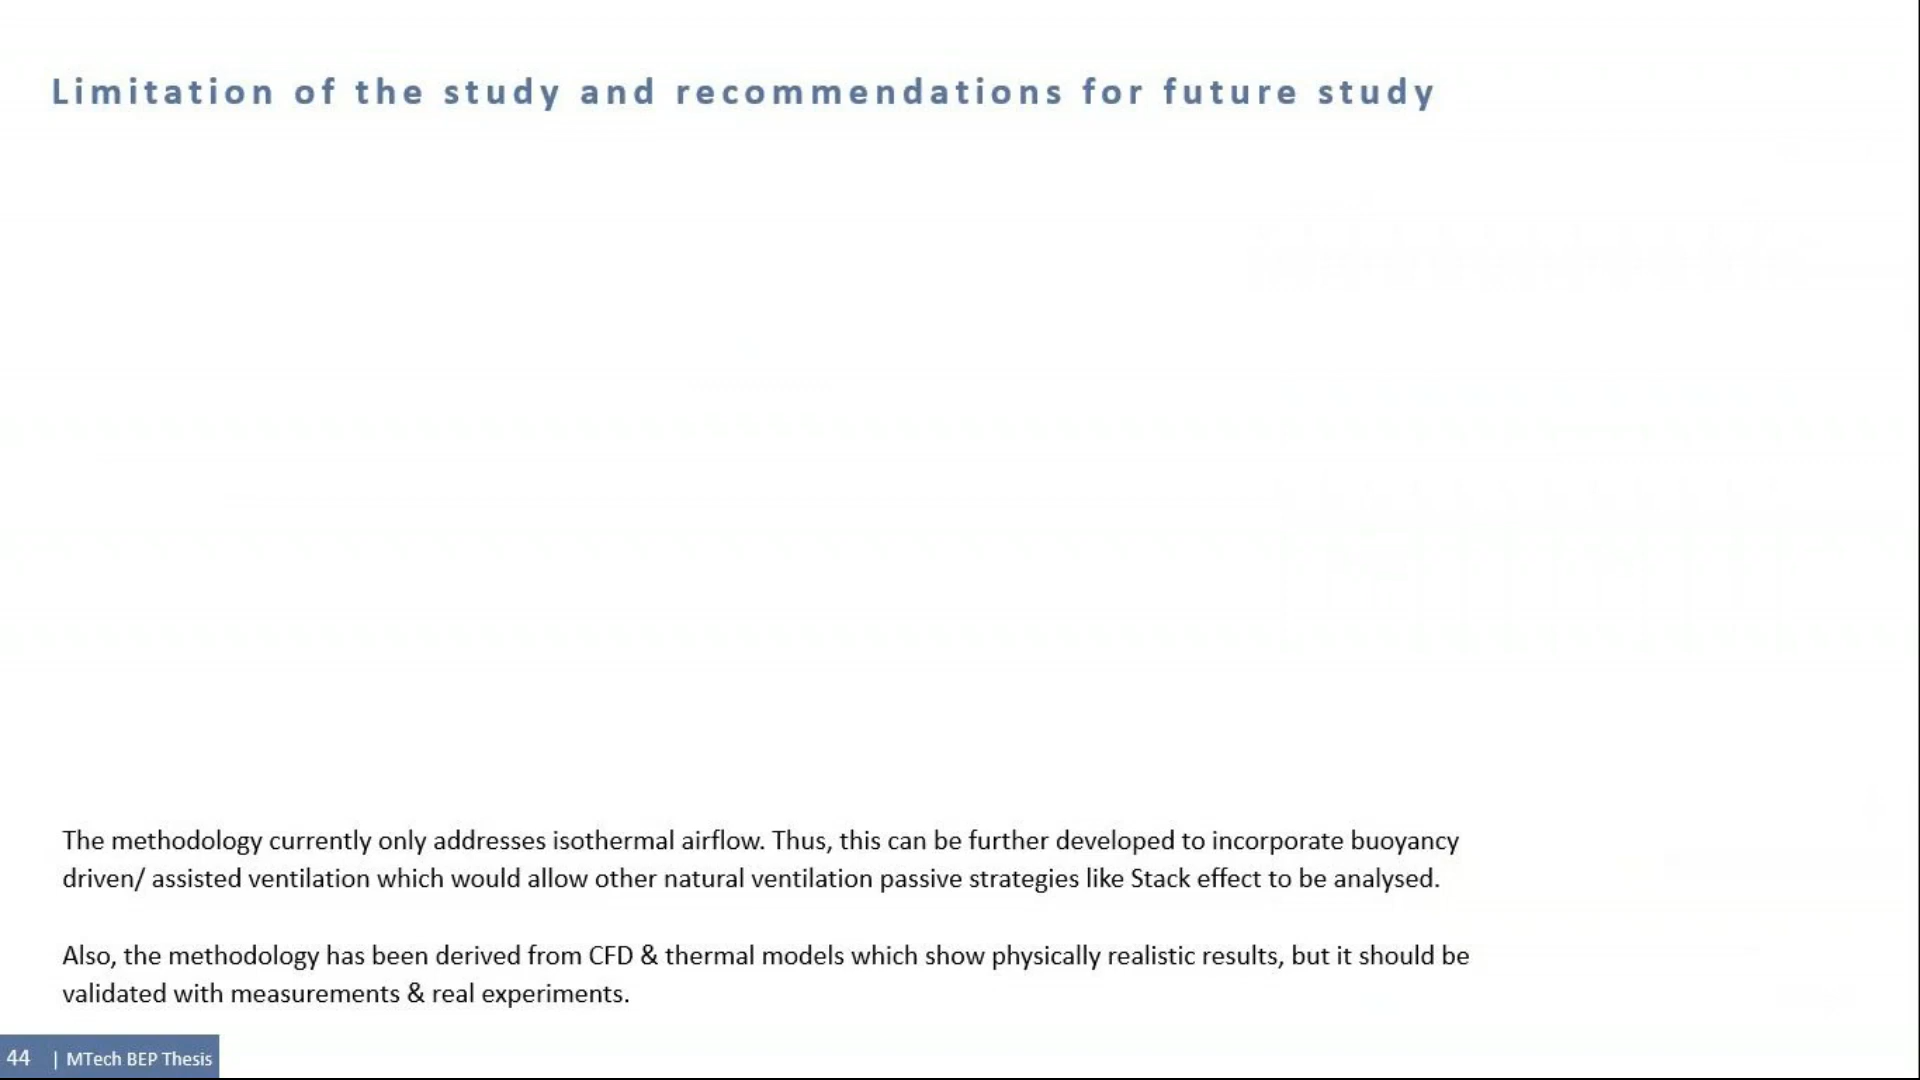 Limitation of the study and recommendations for future study
The methodology currently only addresses isothermal airflow. Thus, this can be further developed to incorporate buoyancy
driven/ assisted ventilation which would allow other natural ventilation passive strategies like Stack effect to be analysed.
Also, the methodology has been derived from CFD & thermal models which show physically realistic results, but it should be
validated with measurements & real experiments.
44 | MTech BEP Thesis